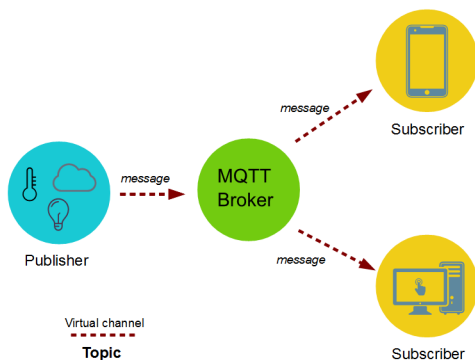 message
Subscriber
message
MQTT
Broker
Publisher
message
Subscriber
Virtual channel
Topic